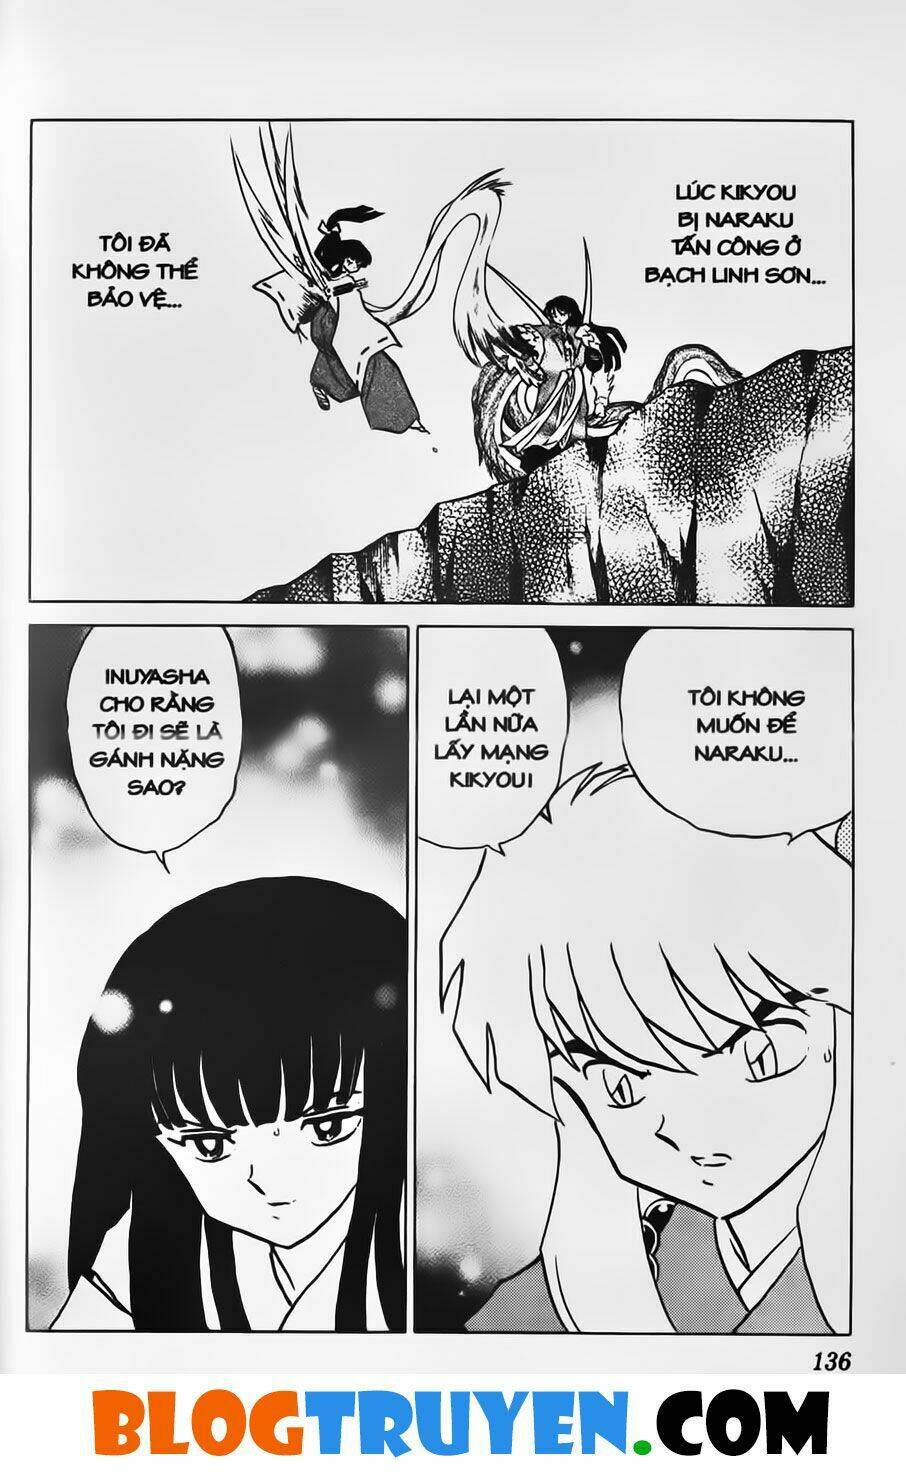 LÚC KIKYOU
BỊ NARAKU
TẤN CÔNG Ở
BẠCH LINH SƠN...
TÔI ĐÃ
KHÔNG THỂ
BẢO VỆ...
TÔI KHÔNG
MUỐN ĐỂ
NARAKU...
LẠI MỘT
LẦN NỮA
LẤY MẠNG
KIKYOU!
INUYASHA
CHO RẰNG
TÔI ĐI SẼ LÀ
GÁNH NẶNG
SAO?
136
BLOGTRUYEN.COM